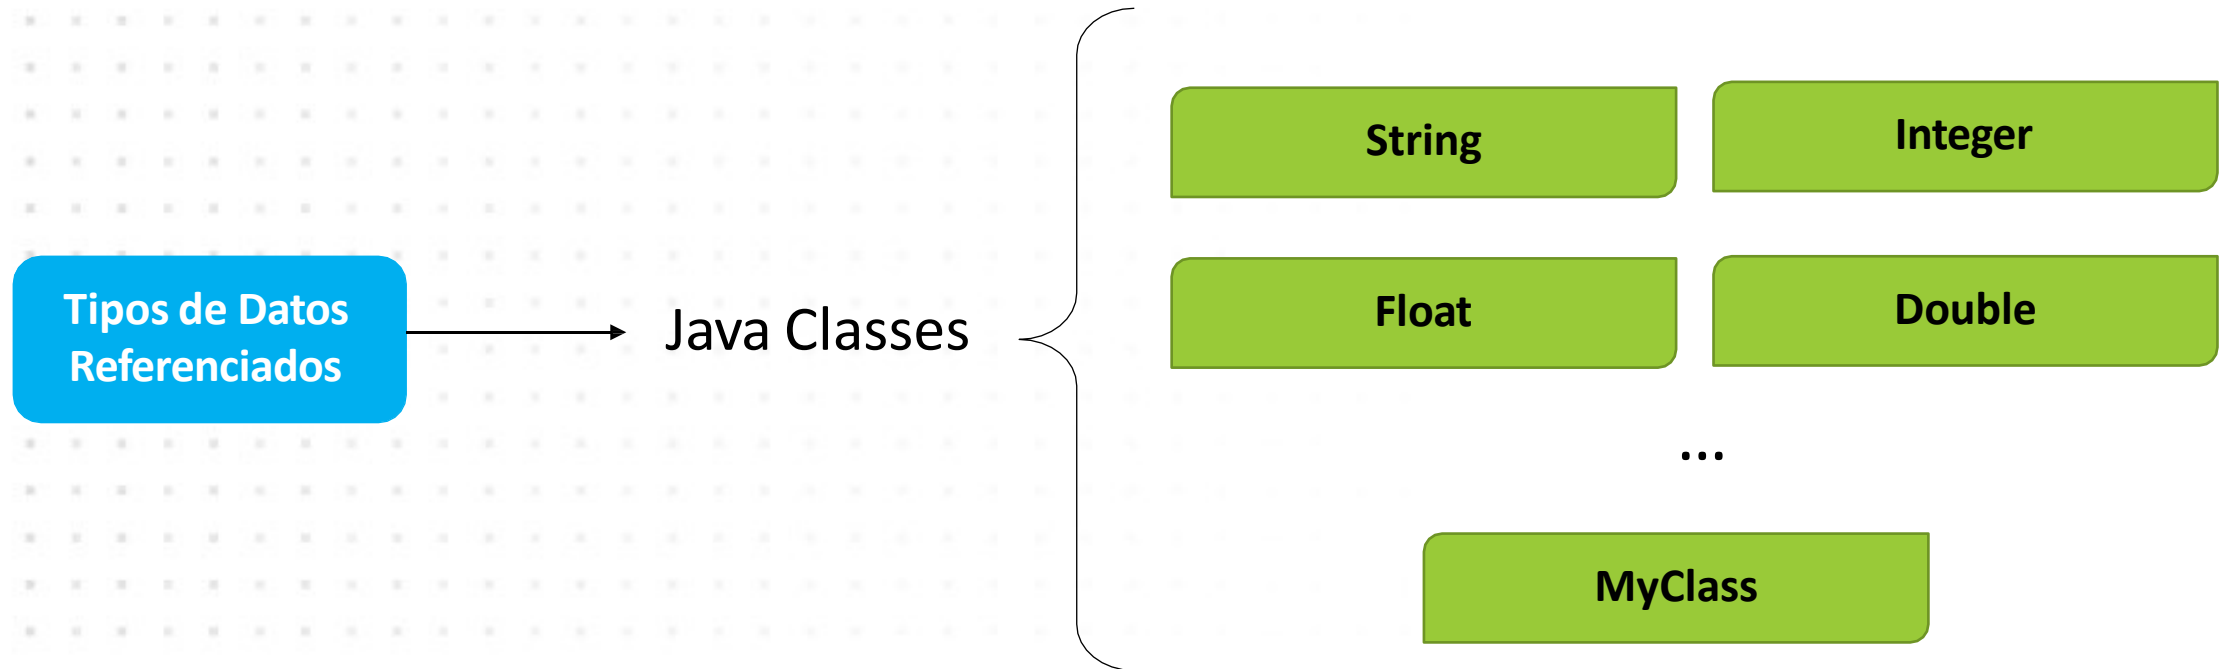 Tipos de Datos
Referenciados
Java Classes
String
Integer
Float
Double
...
MyClass